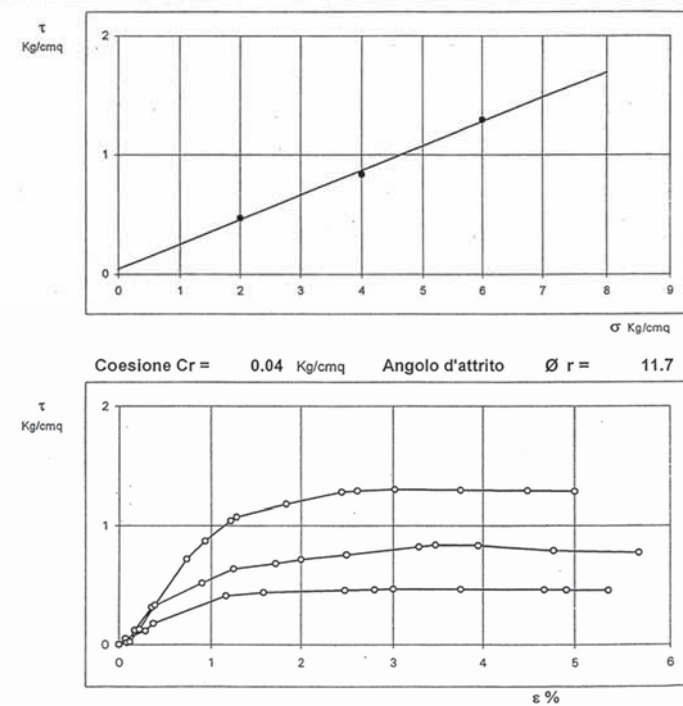 τ
Kg/cmq
2
1
0
0 1 2 3 4 5 6 7 8 9
σ Kg/cmq
Coesione Cr = 0.04 Kg/cmq Angolo d'attrito Ø r = 11.7
τ
Kg/cmq
2
1
0
0 1 2 3 4 5 6
ε %